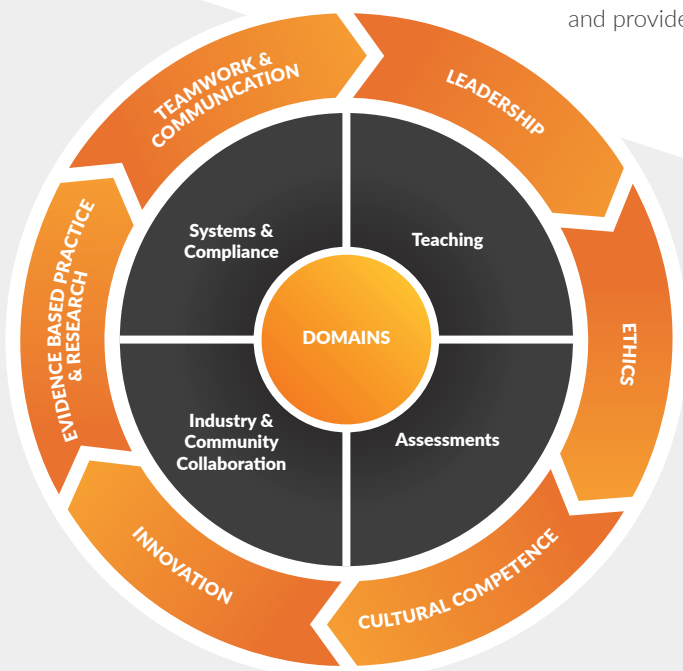 and provide
TEAMWORK &
COMMUNICATION
LEADERSHIP
ETHICS
CULTURAL COMPETENCE
INNOVATION
EVIDENCE BASED PRACTICE
& RESEARCH
Systems &
Compliance
Teaching
DOMAINS
Industry &
Community
Collaboration
Assessments